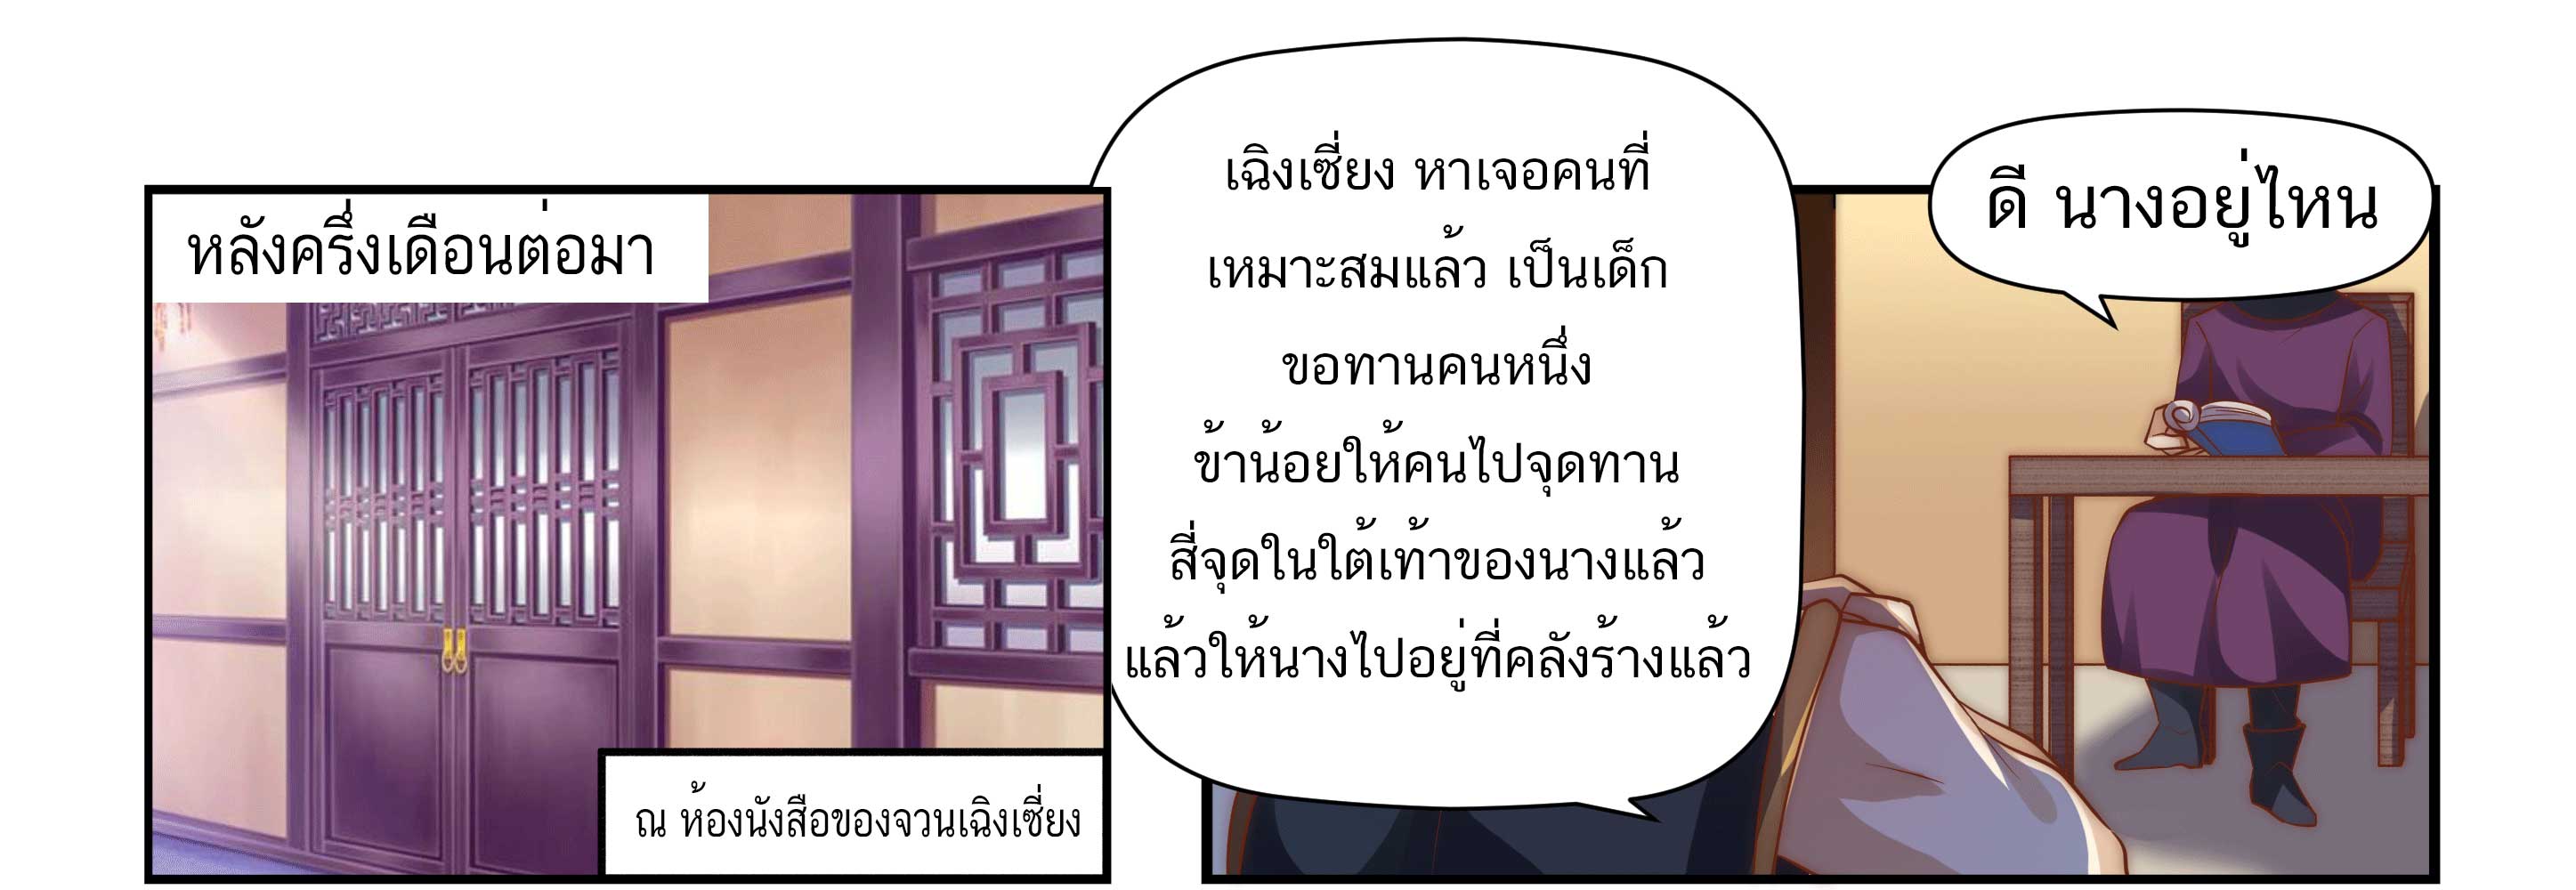 หลังครึ่งเดือนต่อมา
ณ ห้องนังสือของจวนเฉิงเซี่ยง
เฉิงเซี่ยง หาเจอคนที่
เหมาะสมแล้ว เป็นเด็ก
ขอทานคนหนึ่ง
ข้าน้อยให้คนไปจุดทาน
สี่จุดในใต้เท้าของนางแล้ว
แล้วให้นางไปอยู่ที่คลังร้างแล้ว
ดี นางอยู่ไหน